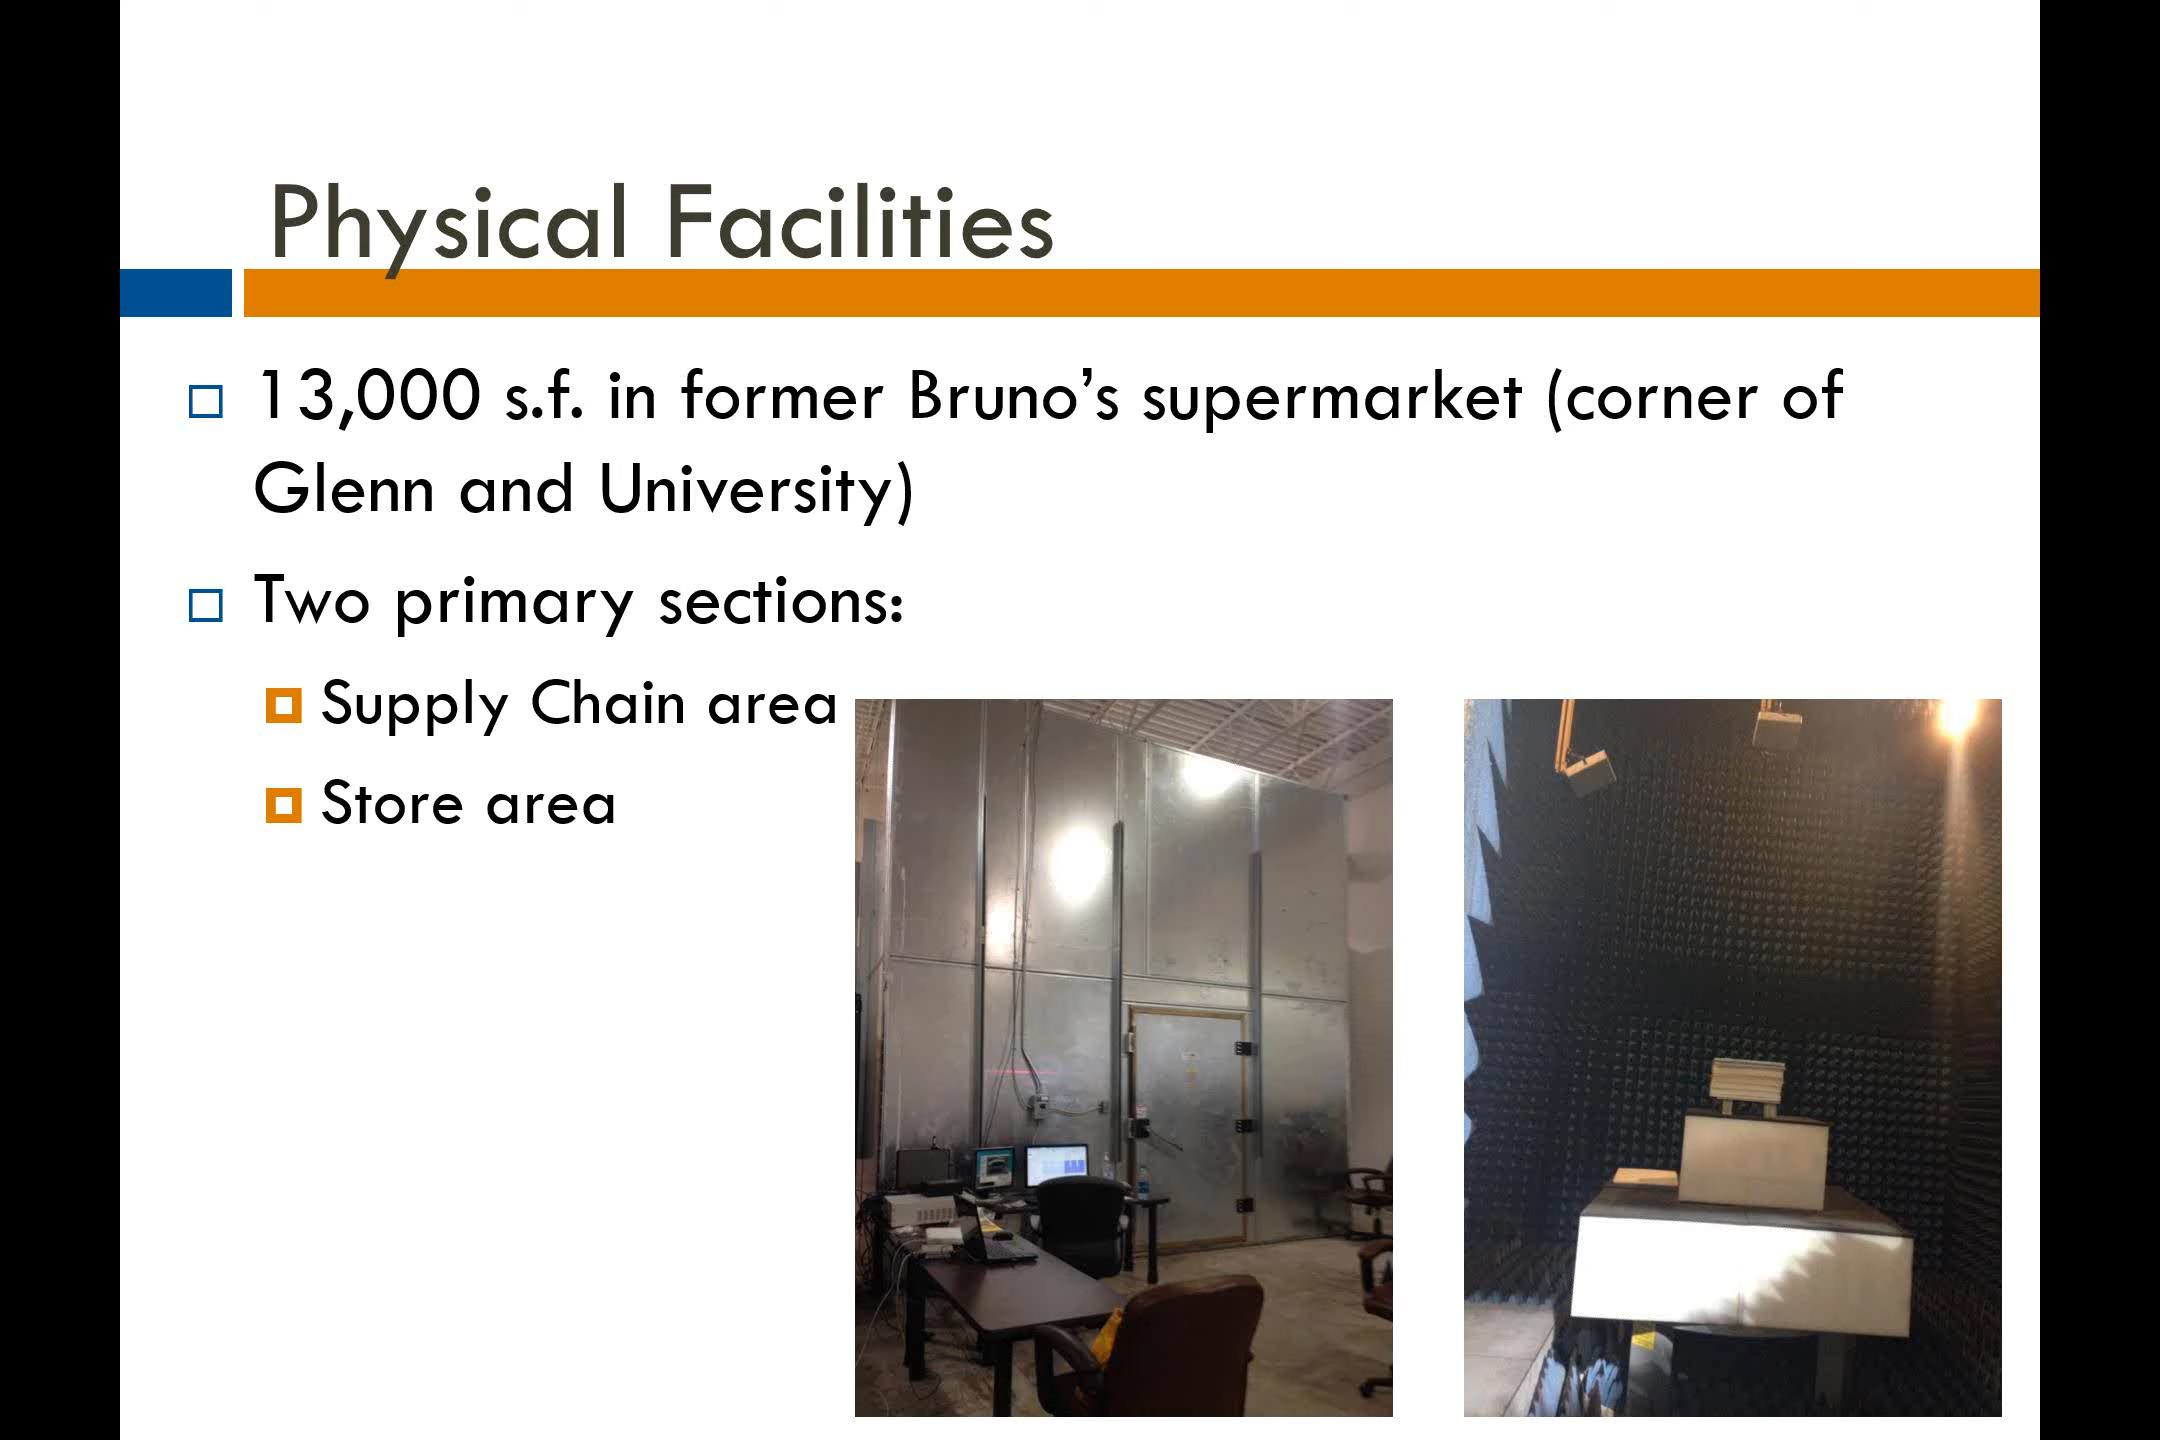 Physical Facilities
13,000 s.f. in former Bruno’s supermarket (corner of
Glenn and University)
Two primary sections:
Supply Chain area
Store area